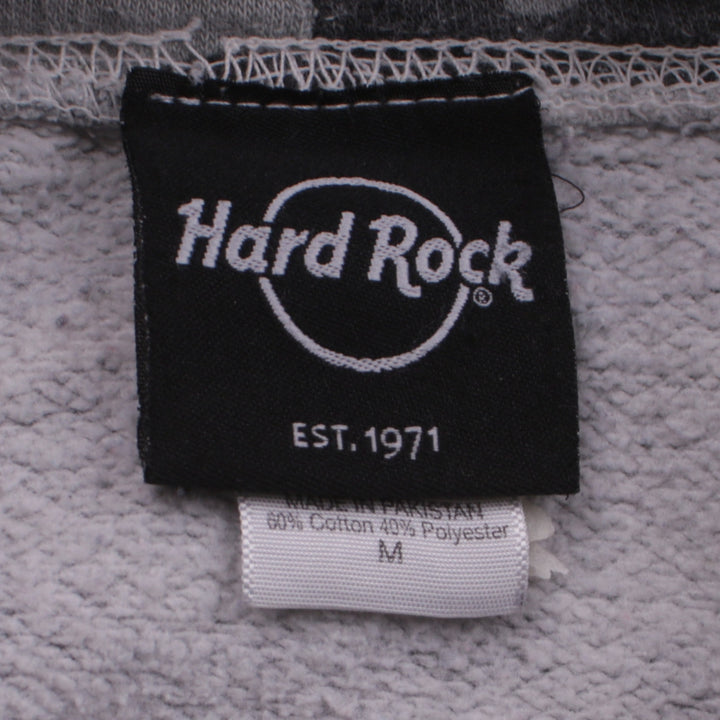 Hard Rock®
EST. 1971
MADE IN PAKISTAN
60% Cotton 40% Polyester
M